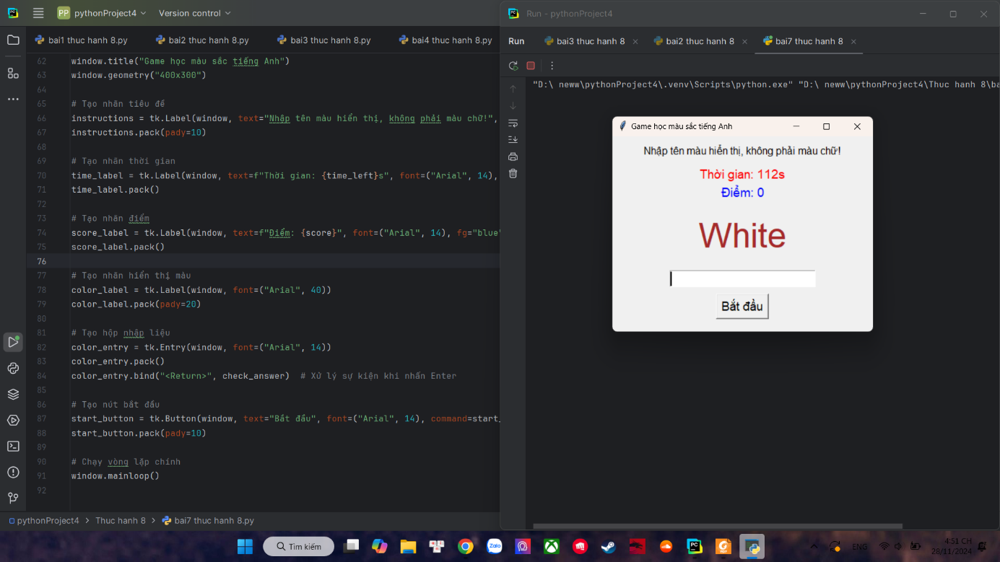 PP pythonProject4 Version control
bai1 thuc hanh 8.py bai2 thuc hanh 8.py bai3 thuc hanh 8.py bai4 thuc hanh 8.py
62 window.title("Game học màu sắc tiếng Anh")
63 window.geometry("400x300")
64
65 # Tạo nhãn tiêu đề
66 instructions = tk.Label(window, text="Nhập tên màu hiển thị, không phải màu chữ!",
67 instructions.pack(pady=10)
68
69 # Tạo nhãn thời gian
70 time_label = tk.Label(window, text=f"Thời gian: {time_left}s", font=("Arial", 14),
71 time_label.pack()
72
73 # Tạo nhãn điểm
74 score_label = tk.Label(window, text=f"Điểm: {score}", font=("Arial", 14), fg="blue"
75 score_label.pack()
76
77 # Tạo nhãn hiển thị màu
78 color_label = tk.Label(window, font=("Arial", 40))
79 color_label.pack(pady=20)
80
81 # Tạo hộp nhập liệu
82 color_entry = tk.Entry(window, font=("Arial", 14))
83 color_entry.pack()
84 color_entry.bind("<Return>", check_answer) # Xử lý sự kiện khi nhấn Enter
85
86 # Tạo nút bắt đầu
87 start_button = tk.Button(window, text="Bắt đầu", font=("Arial", 14), command=start_
88 start_button.pack(pady=10)
89
90 # Chạy vòng lặp chính
91 window.mainloop()
92
pythonProject4 > Thuc hanh 8 > bai7 thuc hanh 8.py
Run - pythonProject4
Run bai3 thuc hanh 8 bai2 thuc hanh 8 bai7 thuc hanh 8
"D:\ neww\pythonProject4\.venv\Scripts\python.exe" "D:\ neww\pythonProject4\Thuc hanh 8\ba
Game học màu sắc tiếng Anh
Nhập tên màu hiển thị, không phải màu chữ!
Thời gian: 112s
Điểm: 0
White
Bắt đầu
Tìm kiếm
Zalo
ENG
4:51 CH
28/11/2024